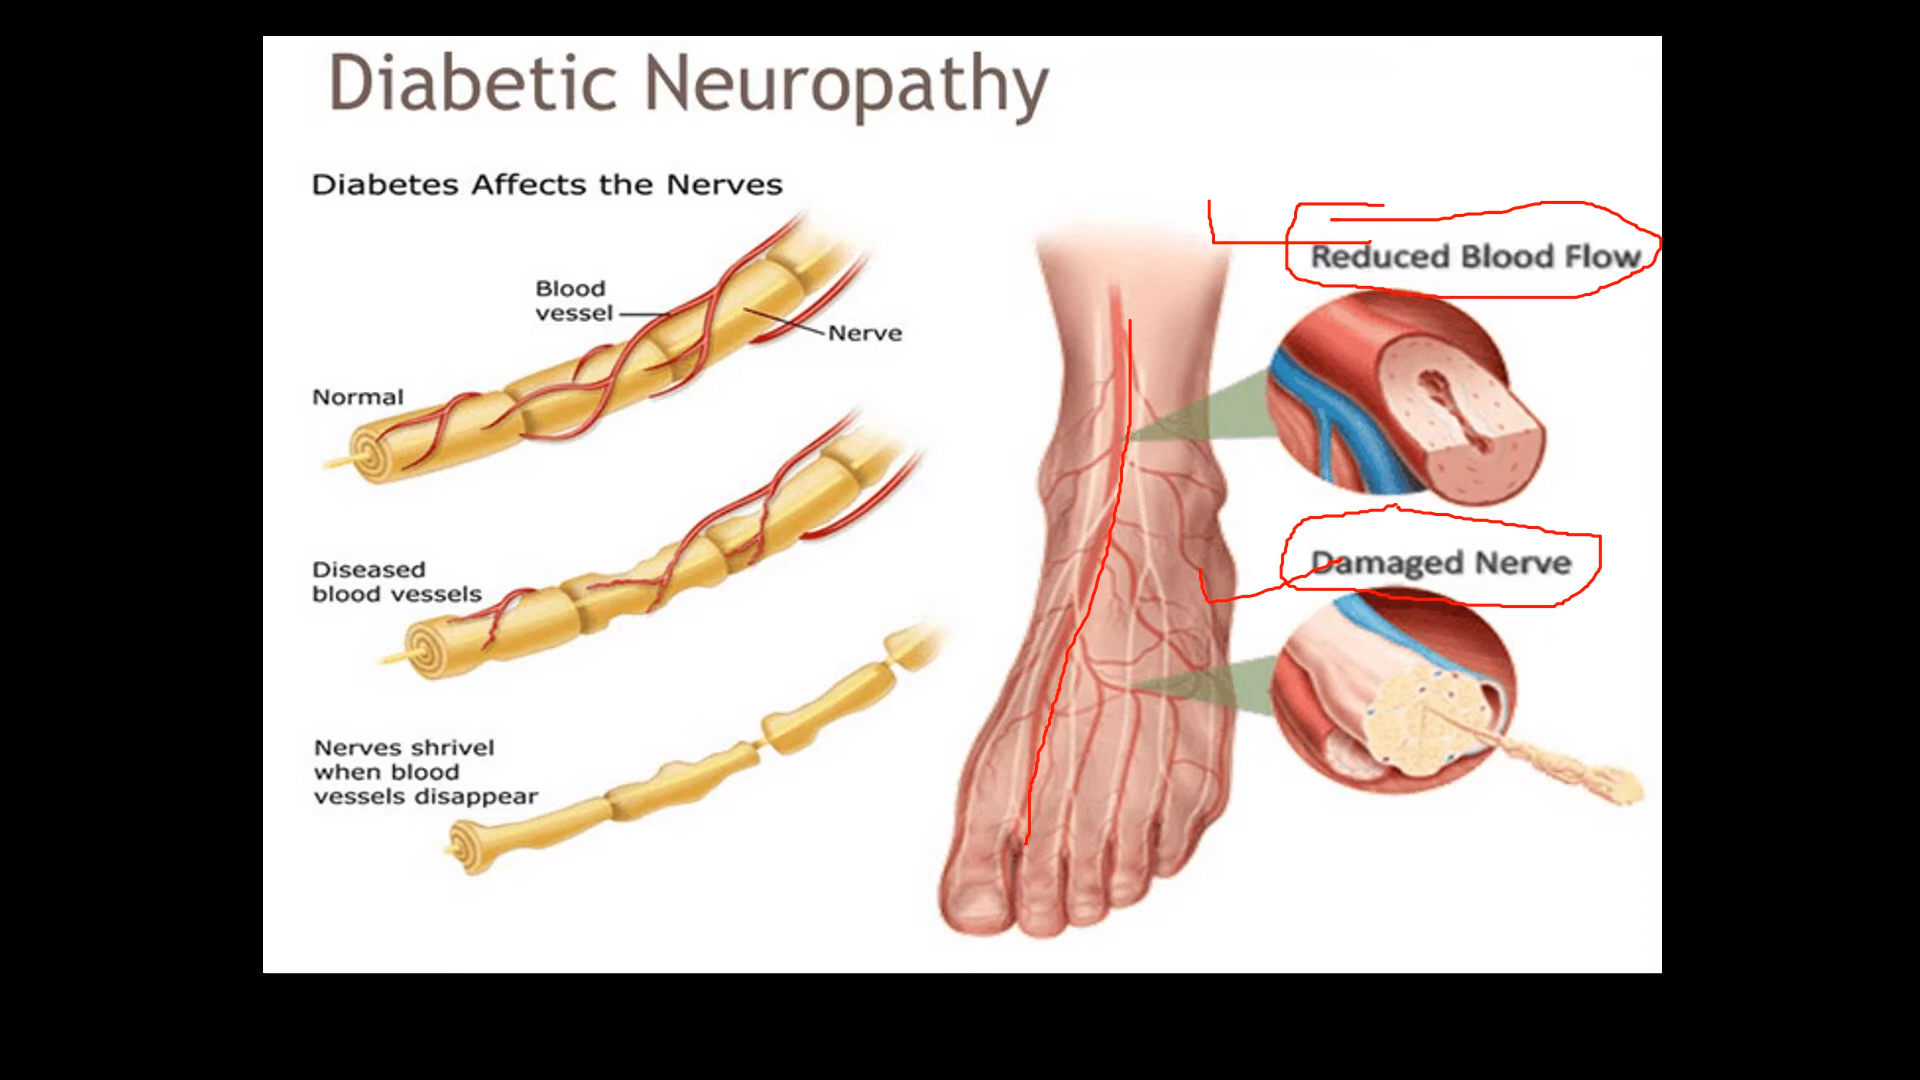 Diabetic Neuropathy
Diabetes Affects the Nerves
Blood
vessel
Nerve
Normal
Diseased
blood vessels
Nerves shrivel
when blood
vessels disappear
Reduced Blood Flow
Damaged Nerve